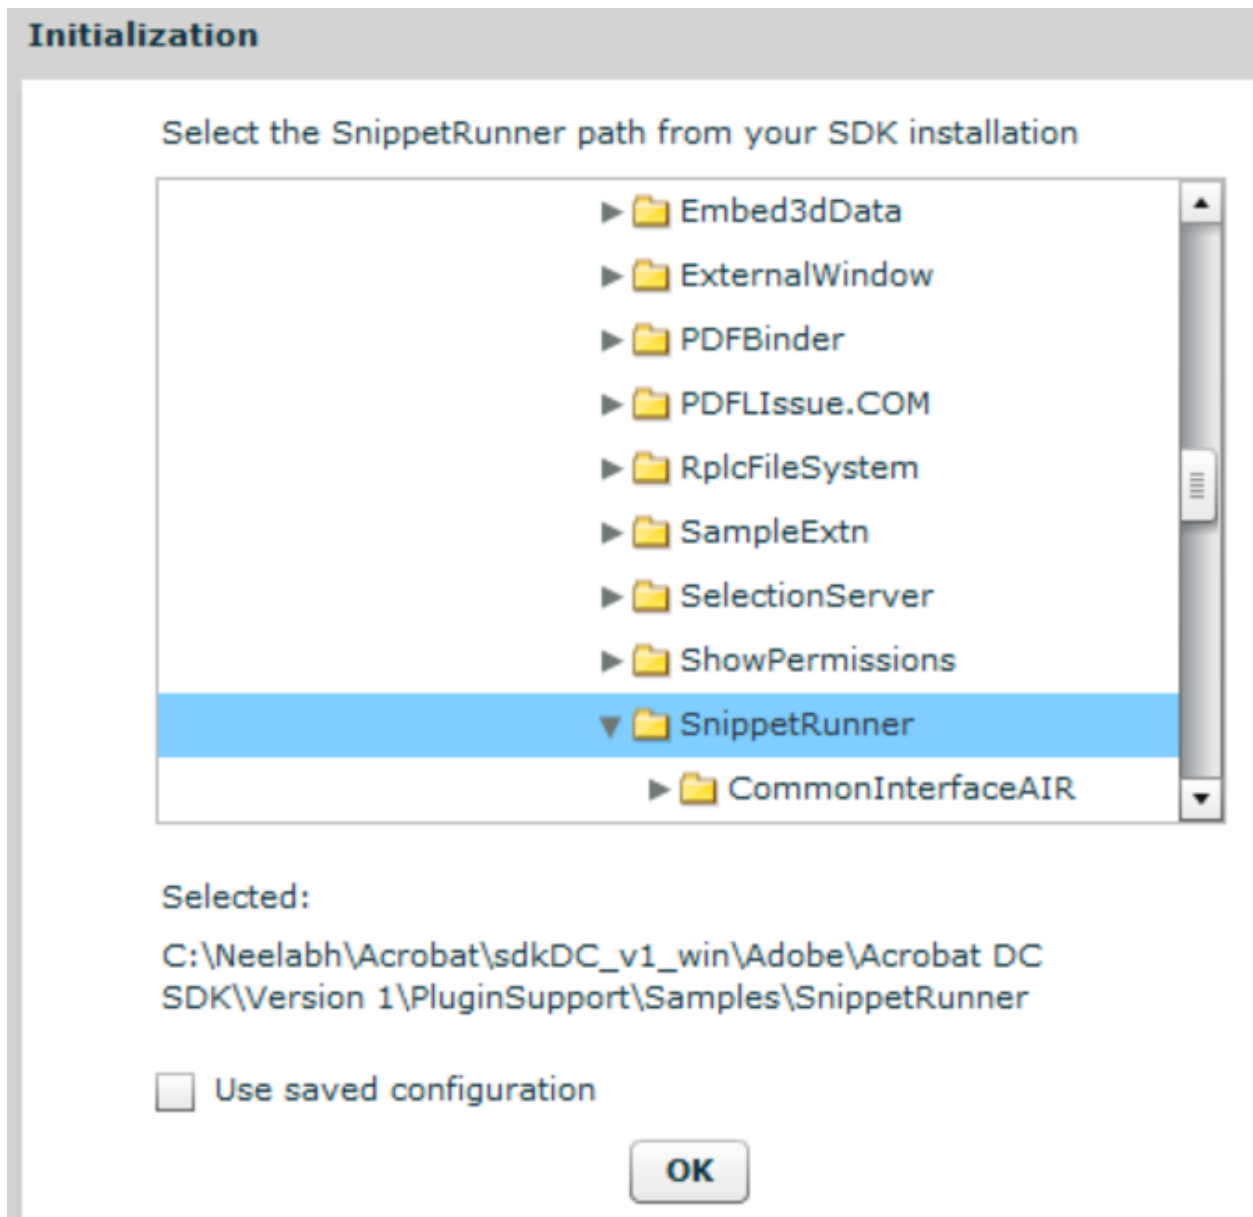 Initialization
Select the SnippetRunner path from your SDK installation
Embed3dData
ExternalWindow
PDFBinder
PDFLIssue.COM
RplcFileSystem
SampleExtn
SelectionServer
ShowPermissions
SnippetRunner
CommonInterfaceAIR
Selected:
C:\Neelabh\Acrobat\sdkDC_v1_win\Adobe\Acrobat DC
SDK\Version 1\PluginSupport\Samples\SnippetRunner
Use saved configuration
OK